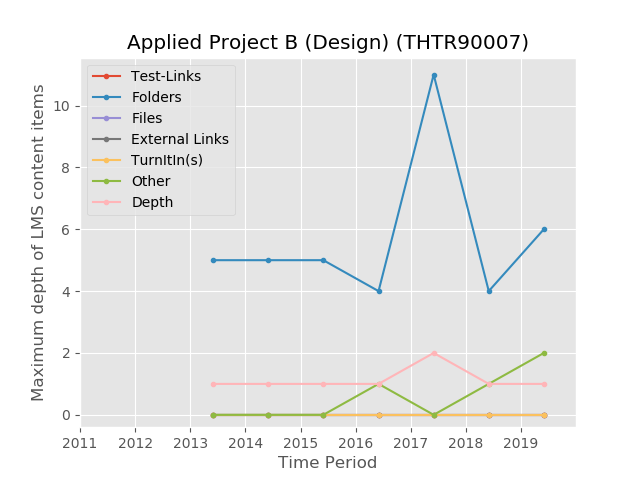 Applied Project B (Design) (THTR90007)
Test-Links
Folders
Files
External Links
TurnItIn(s)
Other
Depth
Maximum depth of LMS content items
10
8
6
4
2
0
2011 2012 2013 2014 2015 2016 2017 2018 2019
Time Period